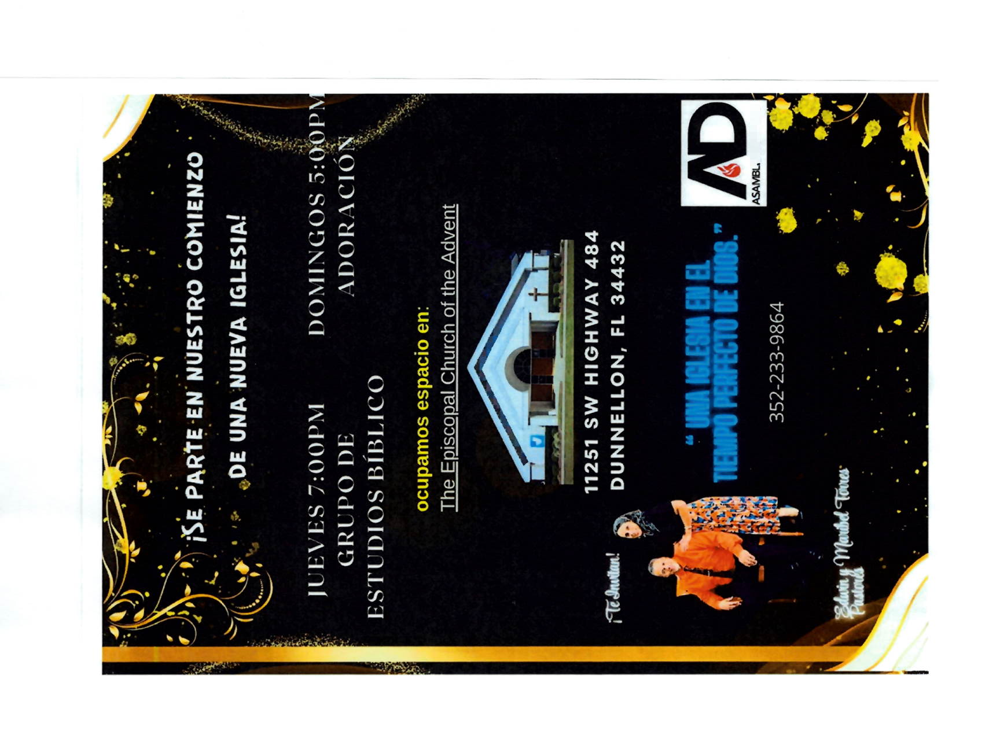 ¡SE PARTE EN NUESTRO COMIENZO
DE UNA NUEVA IGLESIA!
JUEVES 7:00PM
GRUPO DE
ESTUDIOS BÍBLICO
DOMINGOS 5:00PM
ADORACIÓN
ocupamos espacio en:
The Episcopal Church of the Advent
11251 SW HIGHWAY 484
DUNNELLON, FL 34432
¡Te Invitan!
“ UNA IGLESIA EN EL
TIEMPO PERFECTO DE DIOS.”
AD
ASAMBL
352-233-9864
Edwin y Maribel Torres
Pastores